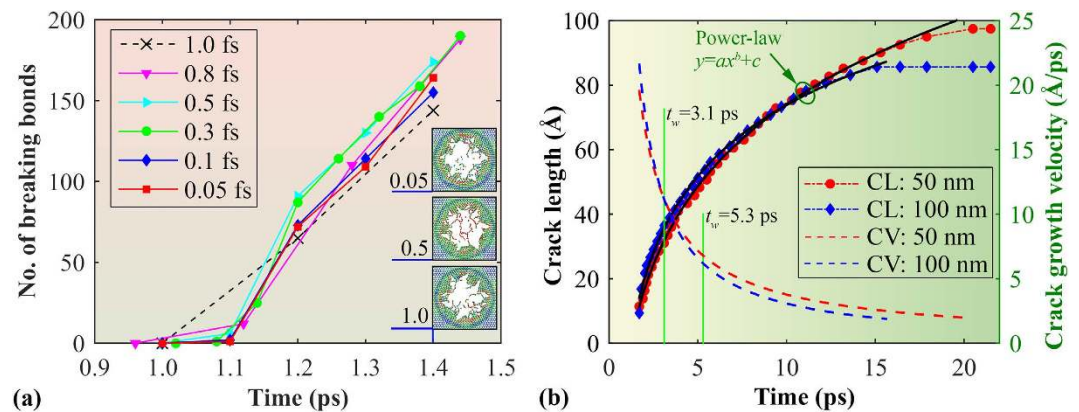 200
150
100
50
0
No. of breaking bonds
1.0 fs
0.8 fs
0.5 fs
0.3 fs
0.1 fs
0.05 fs
0.05
0.5
1.0
0.9 1.0 1.1 1.2 1.3 1.4 1.5
(a) Time (ps)
100
80
60
40
20
0
Crack length (Å)
Power-law
y=ax^b+c
t_w=3.1 ps
t_w=5.3 ps
CL: 50 nm
CL: 100 nm
CV: 50 nm
CV: 100 nm
25
20
15
10
5
0
Crack growth velocity (Å/ps)
0 5 10 15 20
(b) Time (ps)